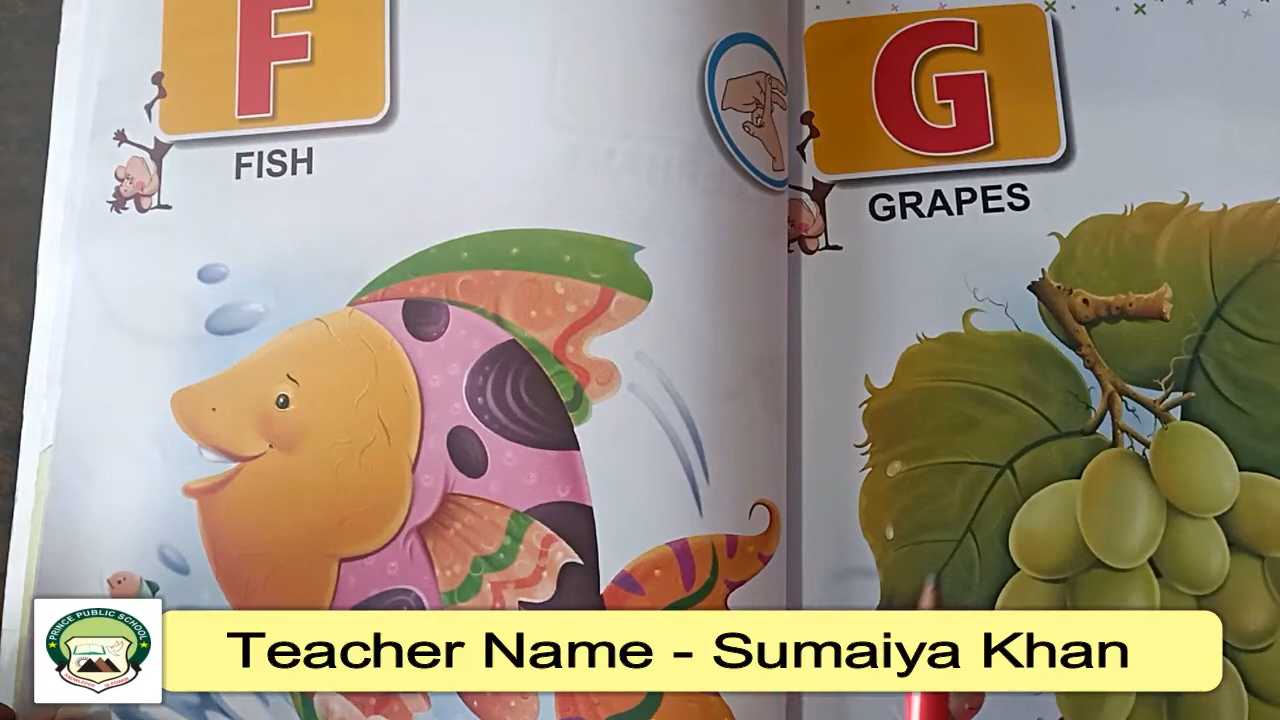 F
FISH
G
GRAPES
PRINCE PUBLIC SCHOOL
Teacher Name - Sumaiya Khan